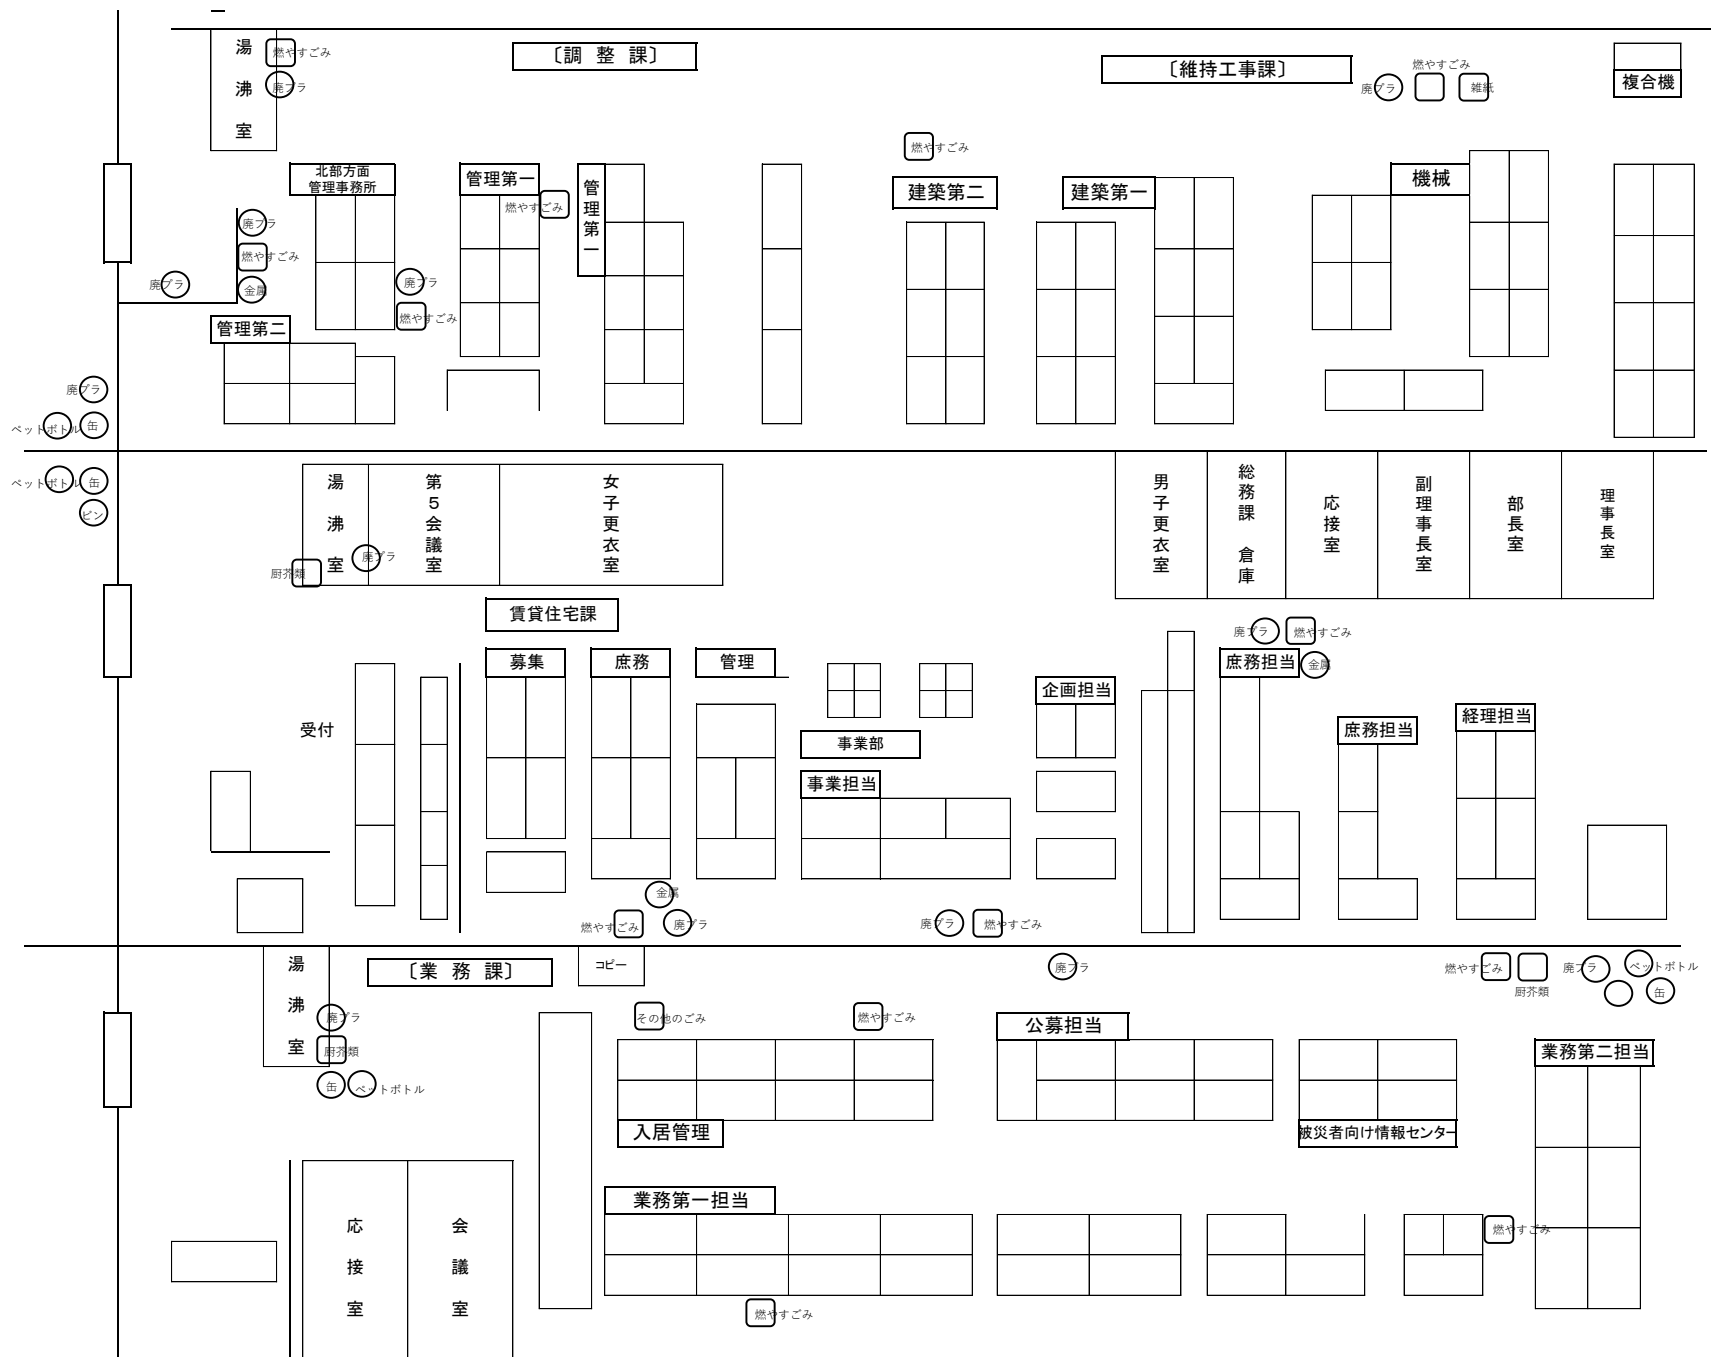 湯沸室
燃やすごみ
廃プラ
〔調 整 課〕
〔維持工事課〕
燃やすごみ
廃プラ
雑紙
複合機
燃やすごみ
北部方面
管理事務所
管理第一
燃やすごみ
管理第一
建築第二
建築第一
機械
廃プラ
燃やすごみ
金属
廃プラ
廃プラ
燃やすごみ
管理第二
廃プラ
ペットボトル
缶
ペットボトル
缶
ビン
湯沸室
廃プラ
厨芥類
第5会議室
女子更衣室
男子更衣室
総務課 倉庫
応接室
副理事長室
部長室
理事長室
賃貸住宅課
廃プラ
燃やすごみ
募集
庶務
管理
庶務担当
金属
企画担当
受付
庶務担当
経理担当
事業部
事業担当
金属
燃やすごみ
廃プラ
廃プラ
燃やすごみ
湯沸室
〔業 務 課〕
コピー
廃プラ
燃やすごみ
厨芥類
廃プラ
ペットボトル
缶
廃プラ
厨芥類
缶
ペットボトル
その他のごみ
燃やすごみ
公募担当
業務第二担当
入居管理
被災者向け情報センター
業務第一担当
応接室
会議室
燃やすごみ
燃やすごみ